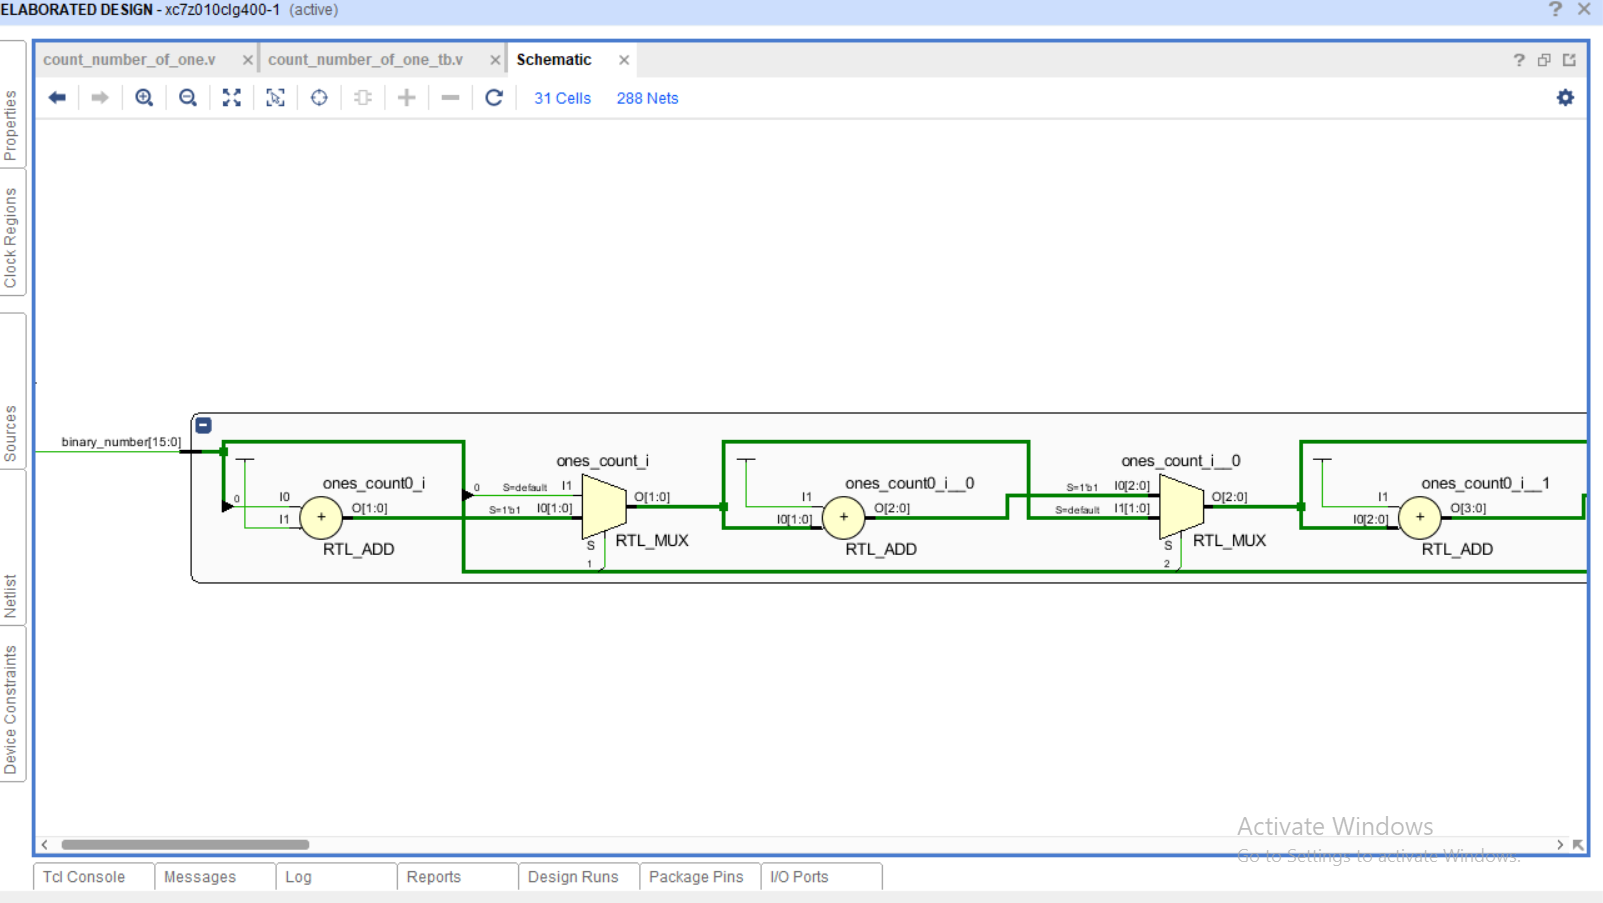 ELABORATED DESIGN - xc7z010clg400-1 (active)
count_number_of_one.v
count_number_of_one_tb.v
Schematic
31 Cells
288 Nets
Properties
Clock Regions
Sources
Netlist
Device Constraints
binary_number[15:0]
0
I0
I1
ones_count0_i
+
O[1:0]
RTL_ADD
0
S=default
I1
S=1'b1
I0[1:0]
ones_count_i
O[1:0]
S
RTL_MUX
1
I1
I0[1:0]
ones_count0_i__0
+
O[2:0]
RTL_ADD
S=1'b1
I0[2:0]
S=default
I1[1:0]
ones_count_i__0
O[2:0]
S
RTL_MUX
2
I1
I0[2:0]
ones_count0_i__1
+
O[3:0]
RTL_ADD
Activate Windows
Go to Settings to activate Windows.
Tcl Console
Messages
Log
Reports
Design Runs
Package Pins
I/O Ports